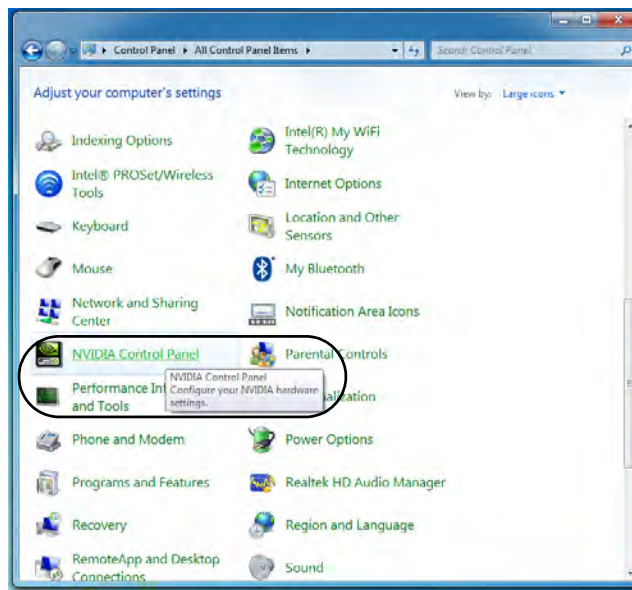 Control Panel ▸ All Control Panel Items ▸
Search Control Panel
Adjust your computer's settings
View by: Large icons
Indexing Options
Intel(R) My WiFi
Technology
Intel® PROSet/Wireless
Tools
Internet Options
Keyboard
Location and Other
Sensors
Mouse
My Bluetooth
Network and Sharing
Center
Notification Area Icons
NVIDIA Control Panel
Parental Controls
NVIDIA Control Panel
Configure your NVIDIA hardware
settings.
Performance In
and Tools
alization
Phone and Modem
Power Options
Programs and Features
Realtek HD Audio Manager
Recovery
Region and Language
RemoteApp and Desktop
Connections
Sound